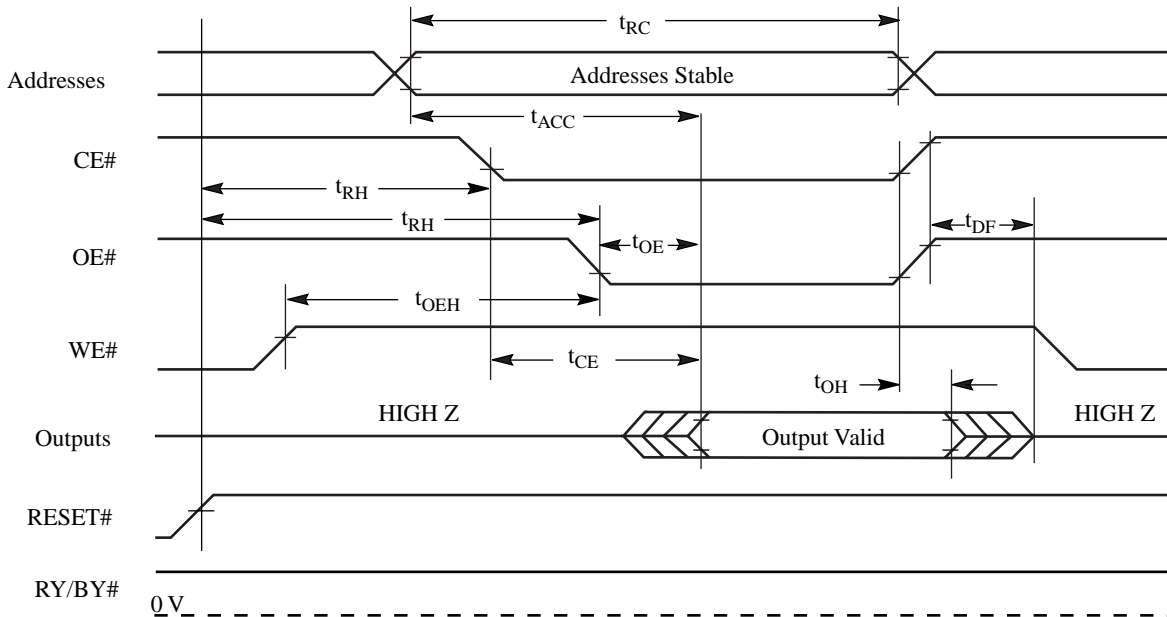 tRC
Addresses
Addresses Stable
tACC
CE#
tRH
tRH
tDF
OE#
tOE
tOEH
WE#
tCE
tOH
HIGH Z
HIGH Z
Outputs
Output Valid
RESET#
RY/BY#
0 V